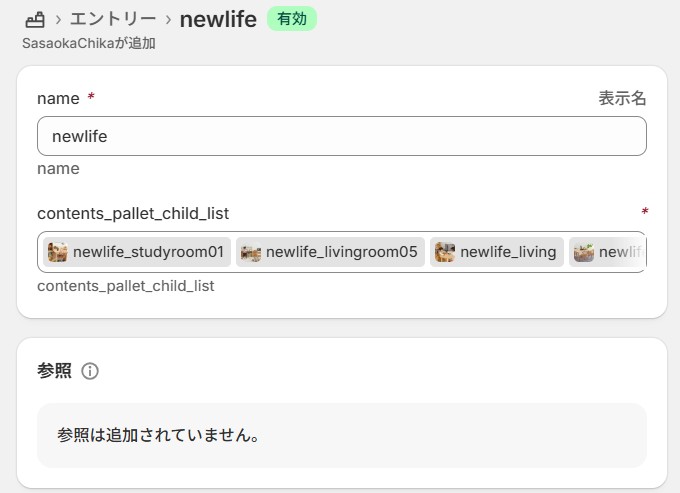 エントリー › newlife 有効
SasaokaChikaが追加
name * 表示名
newlife
name
contents_pallet_child_list *
newlife_studyroom01 newlife_livingroom05 newlife_living
contents_pallet_child_list
参照
参照は追加されていません。